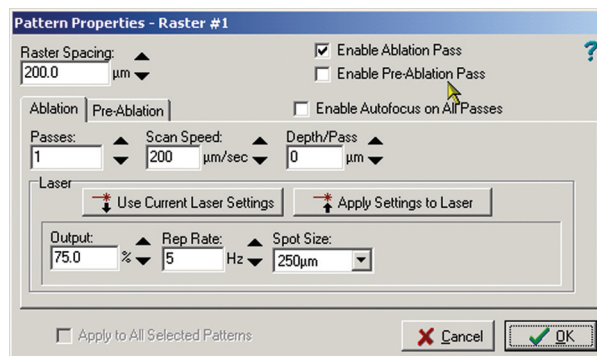 Pattern Properties - Raster #1
Raster Spacing:
200.0 µm
Enable Ablation Pass
Enable Pre-Ablation Pass
?
Ablation Pre-Ablation
Enable Autofocus on All Passes
Passes: Scan Speed: Depth/Pass
1 200 µm/sec 0 µm
Laser
Use Current Laser Settings Apply Settings to Laser
Output: Rep Rate: Spot Size:
75.0 % 5 Hz 250µm
Apply to All Selected Patterns
Cancel OK